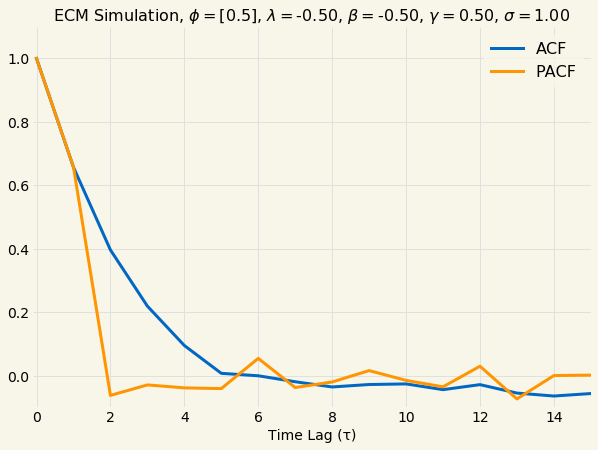 ECM Simulation, ϕ = [0.5], λ = -0.50, β = -0.50, γ = 0.50, σ = 1.00
ACF
PACF
1.0
0.8
0.6
0.4
0.2
0.0
0 2 4 6 8 10 12 14
Time Lag (τ)